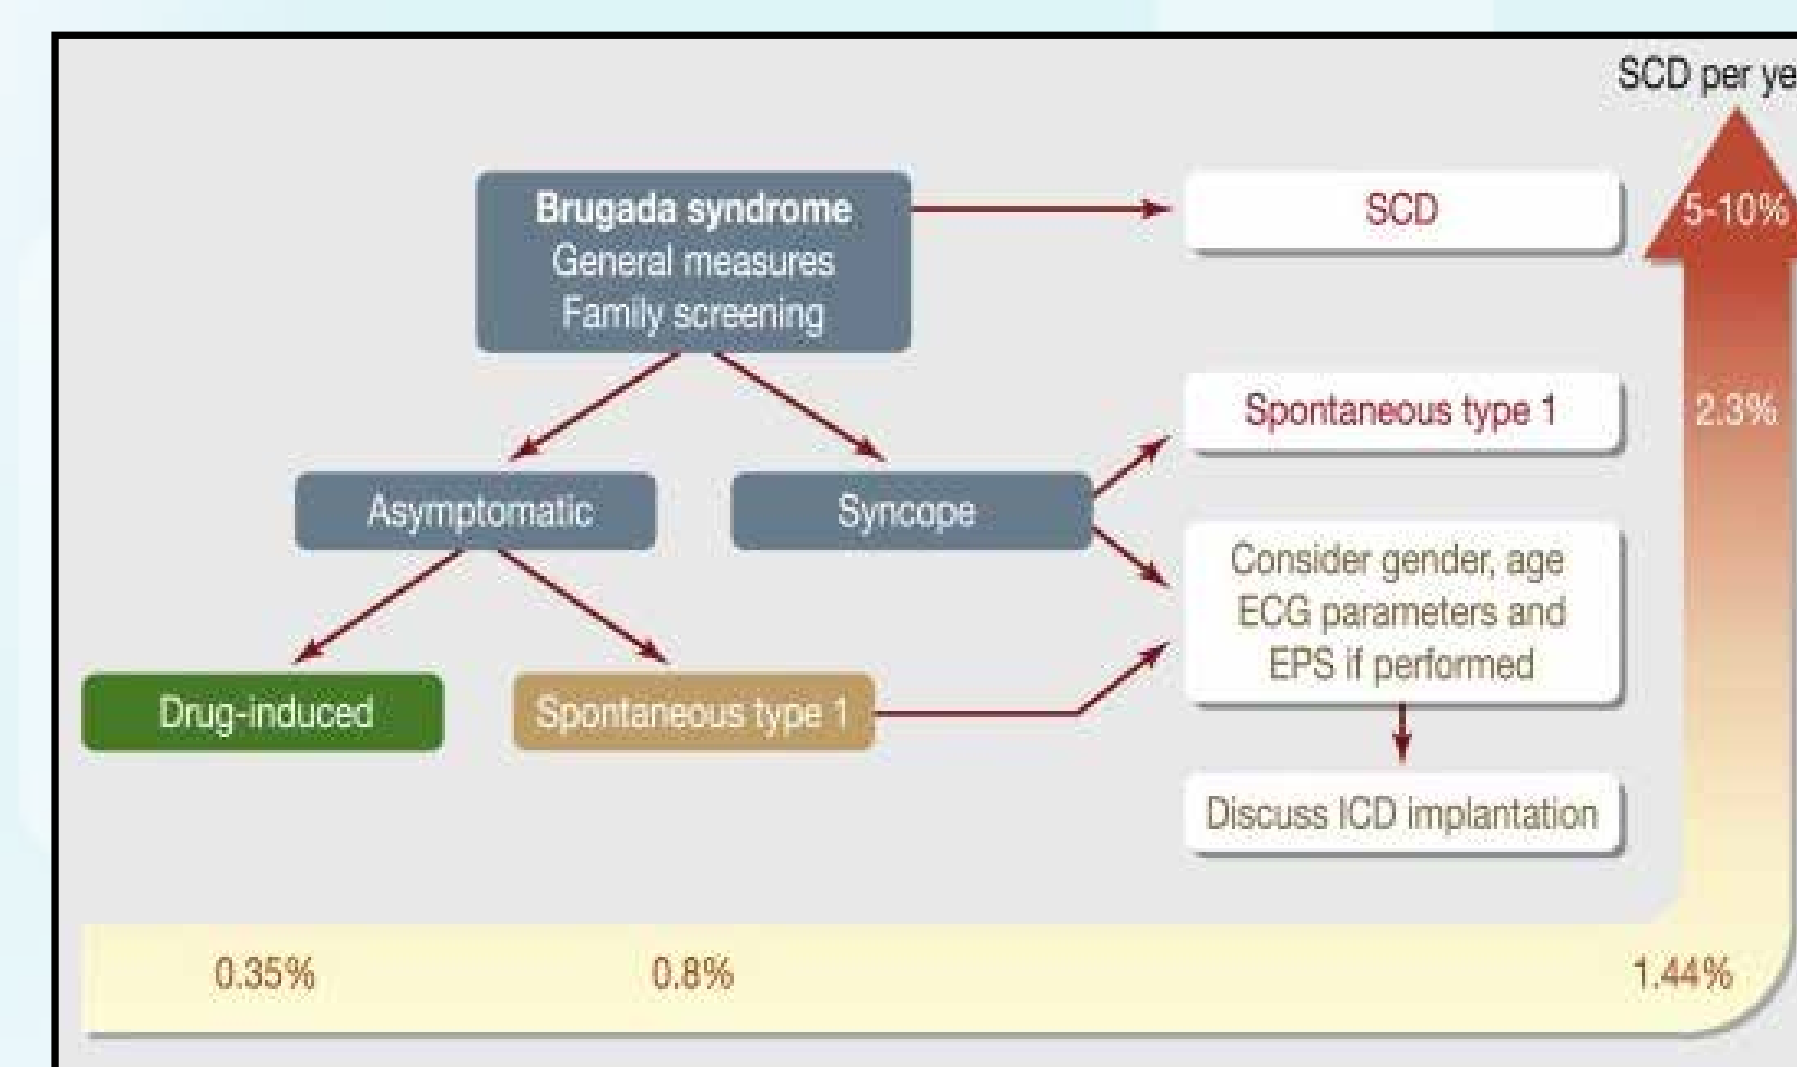 SCD per ye
Brugada syndrome
General measures
Family screening
SCD
5-10%
Spontaneous type 1
2.3%
Asymptomatic
Syncope
Consider gender, age
ECG parameters and
EPS if performed
Drug-induced
Spontaneous type 1
Discuss ICD implantation
0.35%
0.8%
1.44%